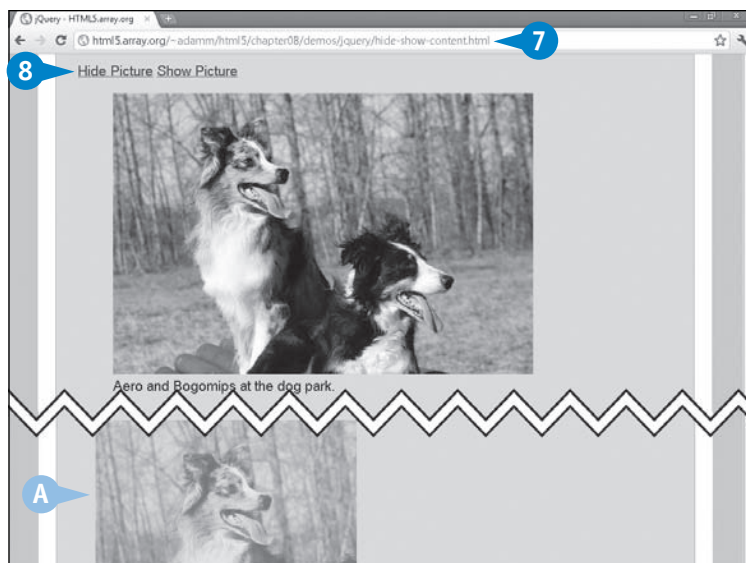 jQuery - HTML5.array.org
html5.array.org/~adamm/html5/chapter08/demos/jquery/hide-show-content.html
7
8
Hide Picture Show Picture
Aero and Bogomips at the dog park.
A